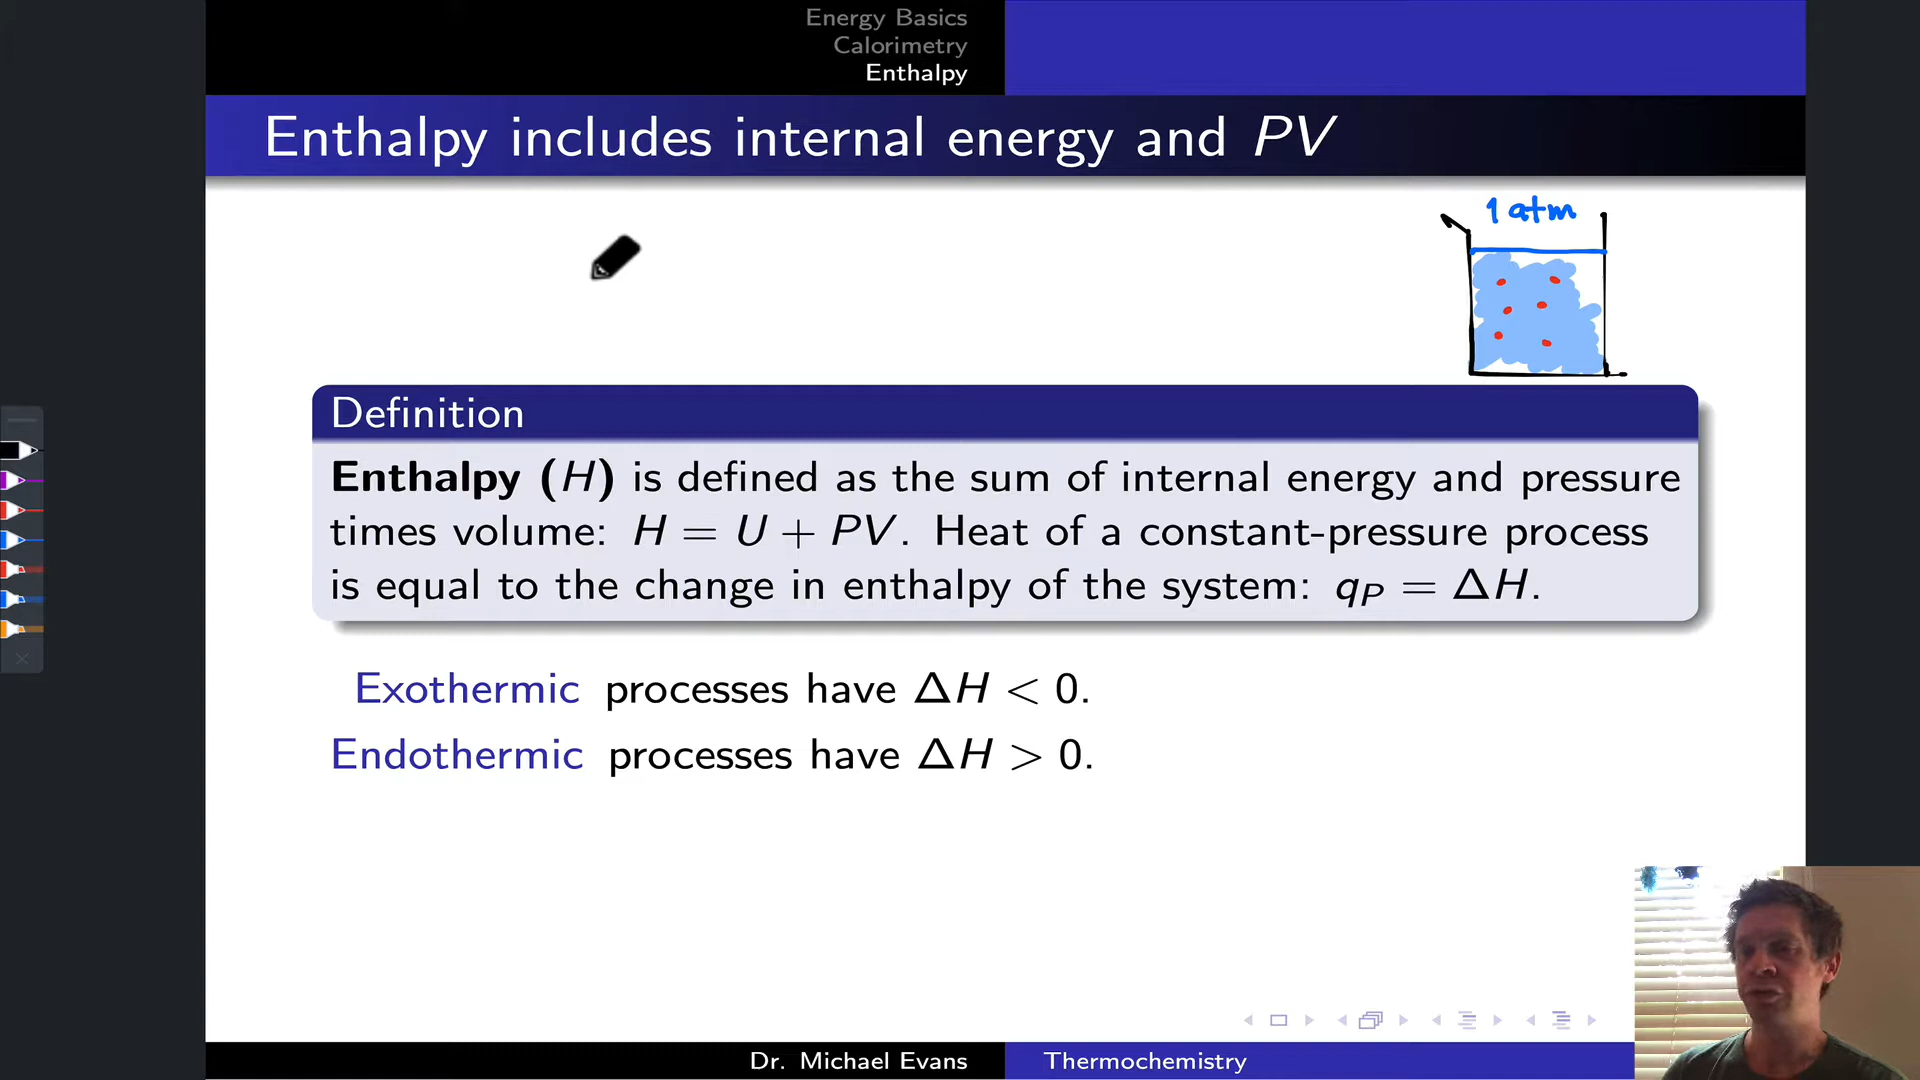 Energy Basics
Calorimetry
Enthalpy
Enthalpy includes internal energy and PV
1 atm
Definition
Enthalpy (H) is defined as the sum of internal energy and pressure
times volume: H = U + PV. Heat of a constant-pressure process
is equal to the change in enthalpy of the system: qP = ΔH.
Exothermic processes have ΔH < 0.
Endothermic processes have ΔH > 0.
Dr. Michael Evans
Thermochemistry